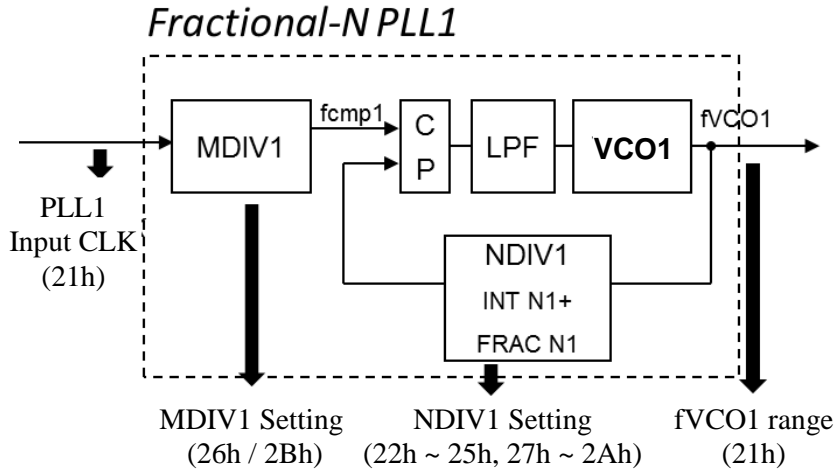 Fractional-N PLL1
fcmp1
fVCO1
MDIV1
C
P
LPF
VCO1
PLL1
Input CLK
(21h)
NDIV1
INT N1+
FRAC N1
MDIV1 Setting
(26h / 2Bh)
NDIV1 Setting
(22h ~ 25h, 27h ~ 2Ah)
fVCO1 range
(21h)